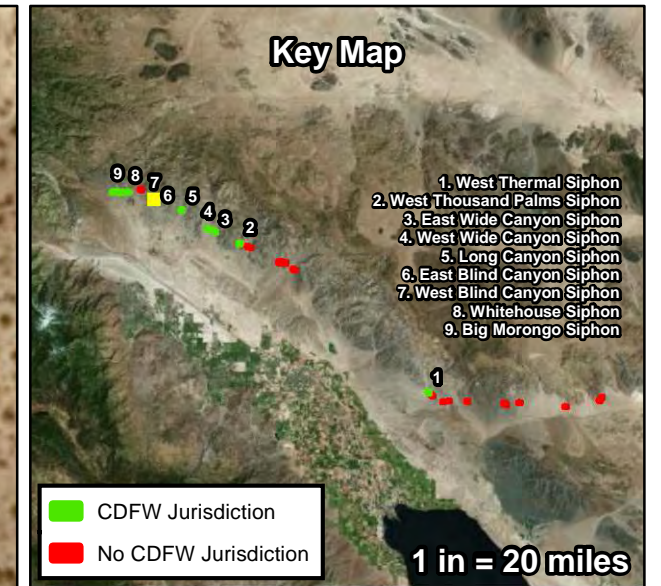 Key Map
9 8 7
6 5
4 3
2
1. West Thermal Siphon
2. West Thousand Palms Siphon
3. East Wide Canyon Siphon
4. West Wide Canyon Siphon
5. Long Canyon Siphon
6. East Blind Canyon Siphon
7. West Blind Canyon Siphon
8. Whitehouse Siphon
9. Big Morongo Siphon
1
CDFW Jurisdiction
No CDFW Jurisdiction
1 in = 20 miles